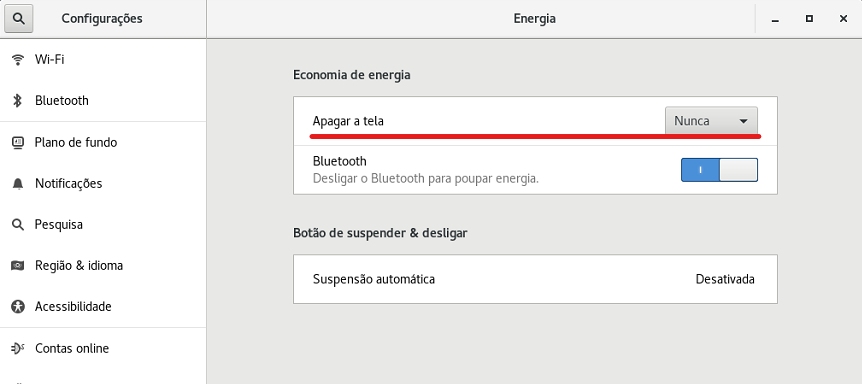 Configurações
Energia
Wi-Fi
Bluetooth
Plano de fundo
Notificações
Pesquisa
Região & idioma
Acessibilidade
Contas online
Economia de energia
Apagar a tela
Nunca
Bluetooth
Desligar o Bluetooth para poupar energia.
Botão de suspender & desligar
Suspensão automática
Desativada